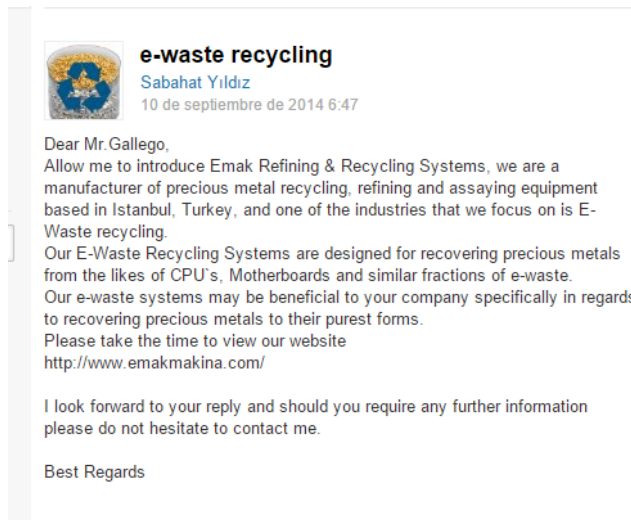 e-waste recycling
Sabahat Yıldız
10 de septiembre de 2014 6:47
Dear Mr.Gallego,
Allow me to introduce Emak Refining & Recycling Systems, we are a
manufacturer of precious metal recycling, refining and assaying equipment
based in Istanbul, Turkey, and one of the industries that we focus on is E-
Waste recycling.
Our E-Waste Recycling Systems are designed for recovering precious metals
from the likes of CPU`s, Motherboards and similar fractions of e-waste.
Our e-waste systems may be beneficial to your company specifically in regards
to recovering precious metals to their purest forms.
Please take the time to view our website
http://www.emakmakina.com/
I look forward to your reply and should you require any further information
please do not hesitate to contact me.
Best Regards